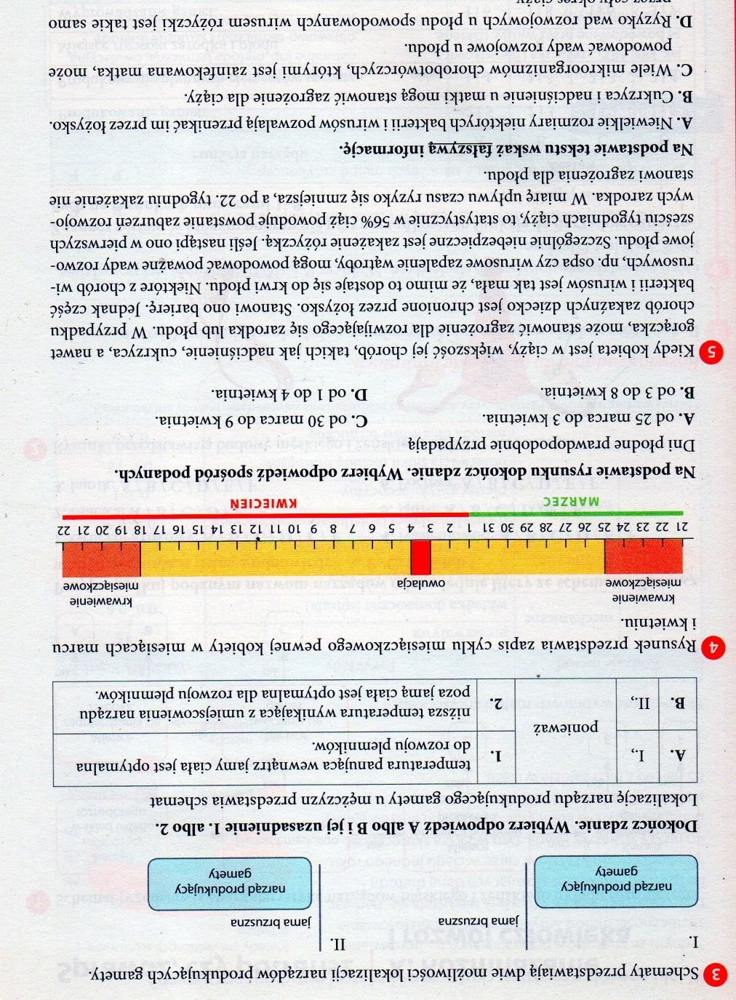 3 Schematy przedstawiają dwie możliwości lokalizacji narządów produkujących gamety.
I.
jama brzuszna
narząd produkujący
gamety
II.
jama brzuszna
narząd produkujący
gamety
Dokończ zdanie. Wybierz odpowiedź A albo B i jej uzasadnienie 1. albo 2.
Lokalizację narządu produkującego gamety u mężczyzn przedstawia schemat
A. I., ponieważ 1. temperatura panująca wewnątrz jamy ciała jest optymalna
do rozwoju plemników.
B. II., 2. niższa temperatura wynikająca z umiejscowienia narządu
poza jamą ciała jest optymalna dla rozwoju plemników.
4 Rysunek przedstawia zapis cyklu miesiączkowego pewnej kobiety w miesiącach marcu
i kwietniu.
krwawienie
miesiączkowe
owulacja
krwawienie
miesiączkowe
21 22 23 24 25 26 27 28 29 30 31 1 2 3 4 5 6 7 8 9 10 11 12 13 14 15 16 17 18 19 20 21 22
MARZEC KWIECIEŃ
Na podstawie rysunku dokończ zdanie. Wybierz odpowiedź spośród podanych.
Dni płodne prawdopodobnie przypadają
A. od 25 marca do 3 kwietnia. C. od 30 marca do 9 kwietnia.
B. od 3 do 8 kwietnia. D. od 1 do 4 kwietnia.
5 Kiedy kobieta jest w ciąży, większość jej chorób, takich jak nadciśnienie, cukrzyca, a nawet
gorączka, może stanowić zagrożenie dla rozwijającego się zarodka lub płodu. W przypadku
chorób zakaźnych dziecko jest chronione przez łożysko. Stanowi ono barierę. Jednak część
bakterii i wirusów jest tak mała, że mimo to dostaje się do krwi płodu. Niektóre z chorób wi-
rusowych, np. ospa czy wirusowe zapalenie wątroby, mogą powodować poważne wady rozwo-
jowe płodu. Szczególnie niebezpieczne jest zakażenie różyczką. Jeśli nastąpi ono w pierwszych
sześciu tygodniach ciąży, to statystycznie w 56% ciąż powoduje powstanie zaburzeń rozwojo-
wych zarodka. W miarę upływu czasu ryzyko się zmniejsza, a po 22. tygodniu zakażenie nie
stanowi zagrożenia dla płodu.
Na podstawie tekstu wskaż fałszywą informację.
A. Niewielkie rozmiary niektórych bakterii i wirusów pozwalają przenikać im przez łożysko.
B. Cukrzyca i nadciśnienie u matki mogą stanowić zagrożenie dla ciąży.
C. Wiele mikroorganizmów chorobotwórczych, którymi jest zainfekowana matka, może
powodować wady rozwojowe u płodu.
D. Ryzyko wad rozwojowych u płodu spowodowanych wirusem różyczki jest takie samo
przez cały okres ciąży.